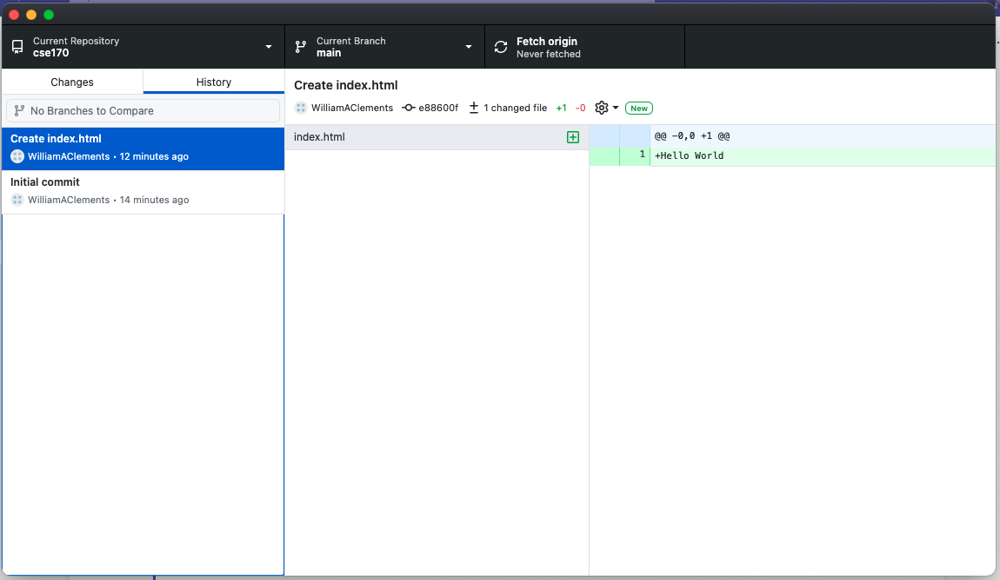 Current Repository
cse170
Current Branch
main
Fetch origin
Never fetched
Changes
History
No Branches to Compare
Create index.html
WilliamAClements • 12 minutes ago
Initial commit
WilliamAClements • 14 minutes ago
Create index.html
WilliamAClements e88600f 1 changed file +1 -0 New
index.html
@@ -0,0 +1 @@
1 +Hello World